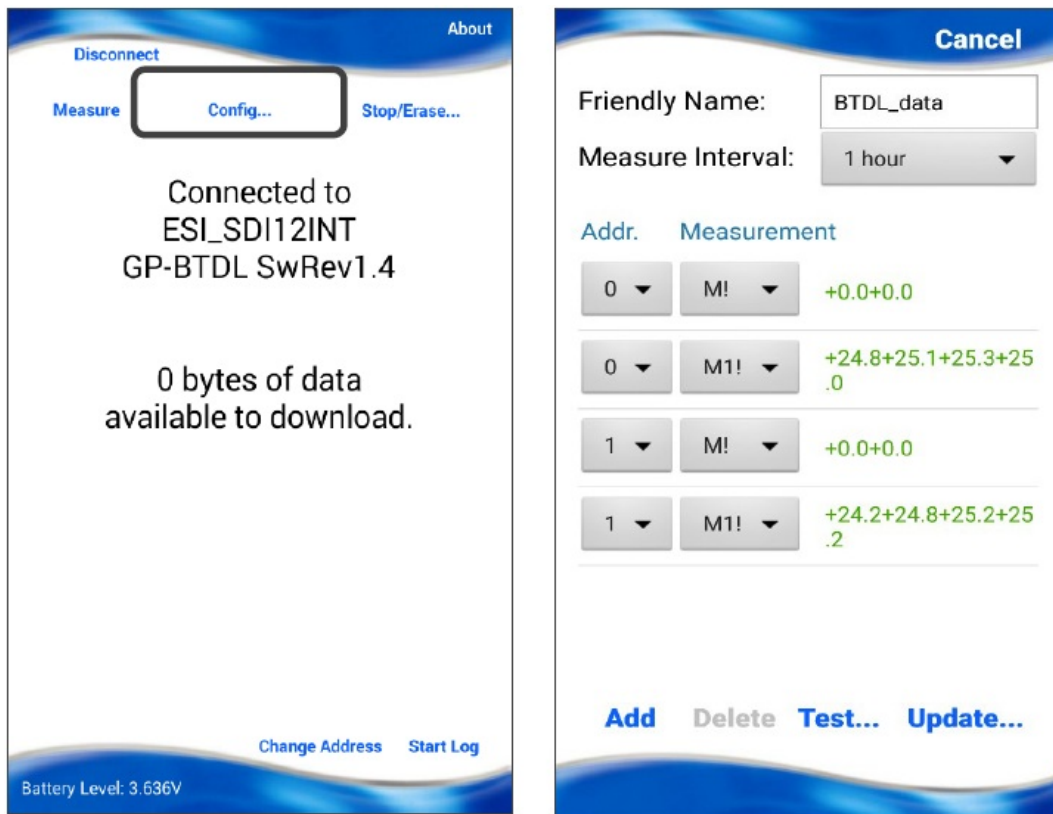 About
Disconnect
Measure
Config...
Stop/Erase...
Connected to
ESI_SDI12INT
GP-BTDL SwRev1.4
0 bytes of data
available to download.
Change Address
Start Log
Battery Level: 3.636V
Cancel
Friendly Name: BTDL_data
Measure Interval: 1 hour
Addr. Measurement
0 M! +0.0+0.0
0 M1! +24.8+25.1+25.3+25
.0
1 M! +0.0+0.0
1 M1! +24.2+24.8+25.2+25
.2
Add Delete Test... Update...